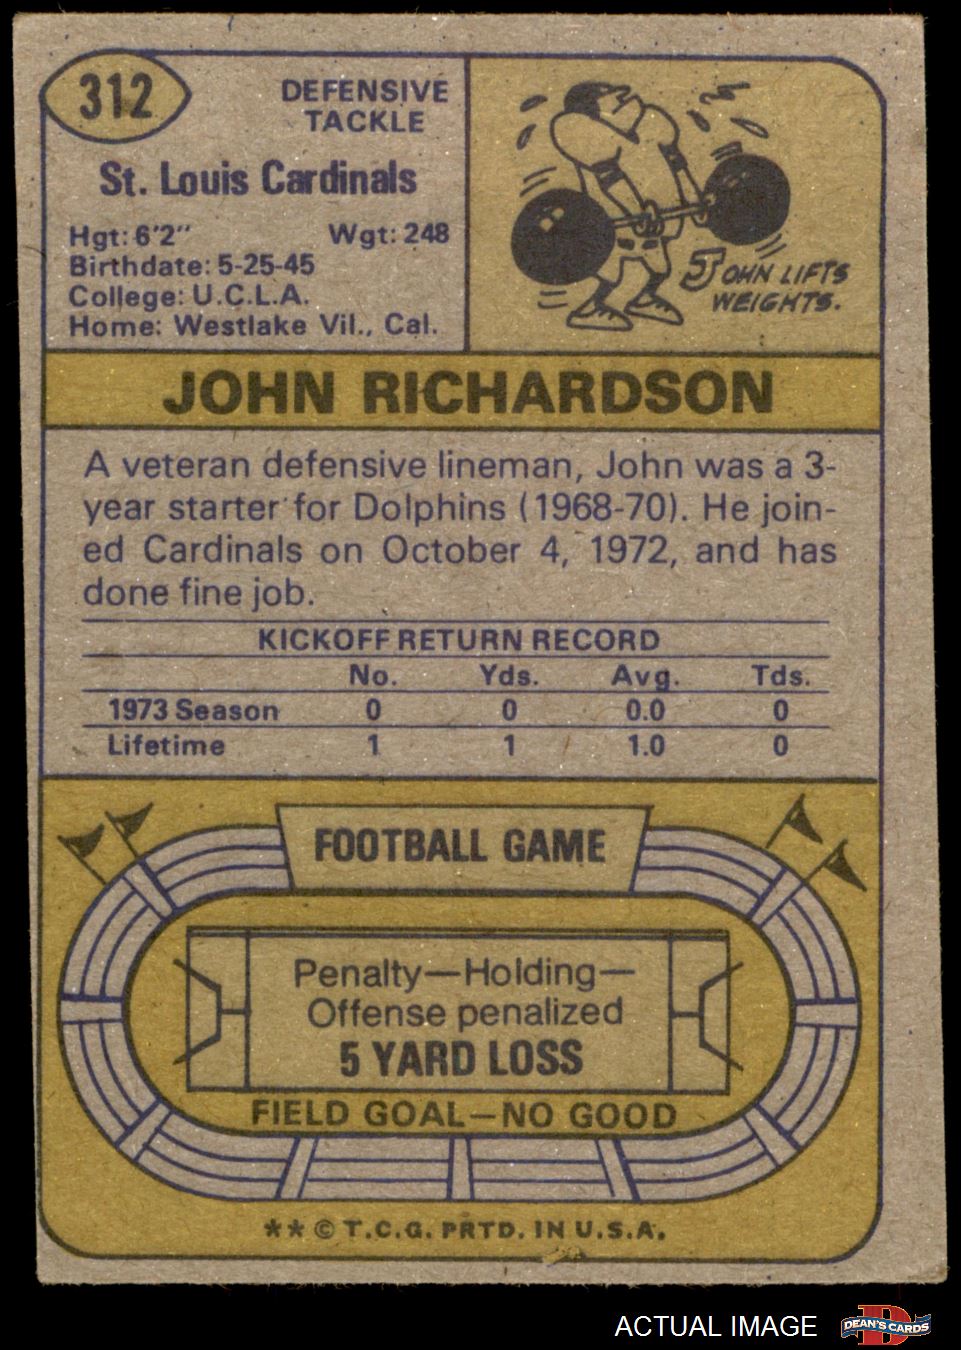 312
DEFENSIVE
TACKLE
St. Louis Cardinals
Hgt: 6'2" Wgt: 248
Birthdate: 5-25-45
College: U.C.L.A.
Home: Westlake Vil., Cal.
JOHN LIFTS
WEIGHTS.
JOHN RICHARDSON
A veteran defensive lineman, John was a 3-
year starter for Dolphins (1968-70). He join-
ed Cardinals on October 4, 1972, and has
done fine job.
KICKOFF RETURN RECORD
No. Yds. Avg. Tds.
1973 Season 0 0 0.0 0
Lifetime 1 1 1.0 0
FOOTBALL GAME
Penalty—Holding—
Offense penalized
5 YARD LOSS
FIELD GOAL—NO GOOD
** © T.C.G. PRTD. IN U.S.A.
ACTUAL IMAGE
D
DEAN'S CARDS